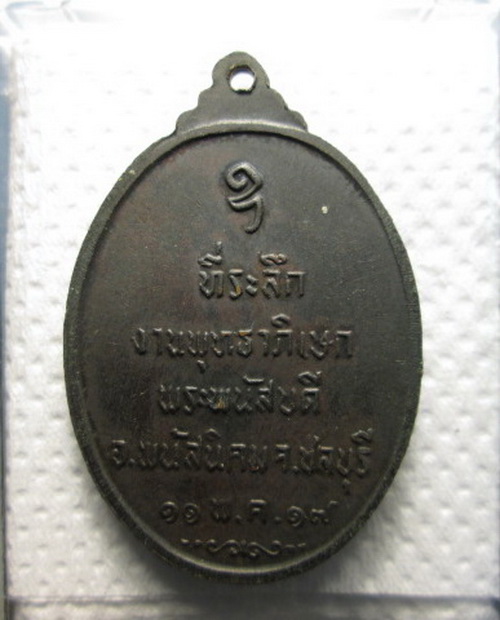 ที่ระลึก
งานพุทธาภิเษก
พระพนัสบดี
อ.พนัสนิคม จ.ชลบุรี
๑๑ พ.ค. ๑๗